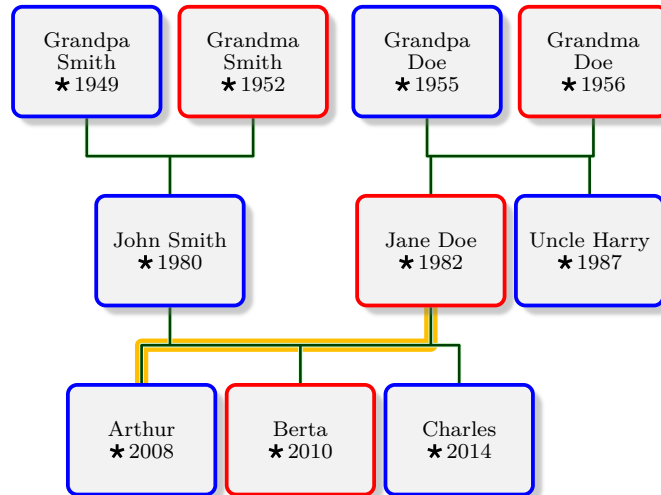 Grandpa
Smith
★ 1949
Grandma
Smith
★ 1952
Grandpa
Doe
★ 1955
Grandma
Doe
★ 1956
John Smith
★ 1980
Jane Doe
★ 1982
Uncle Harry
★ 1987
Arthur
★ 2008
Berta
★ 2010
Charles
★ 2014